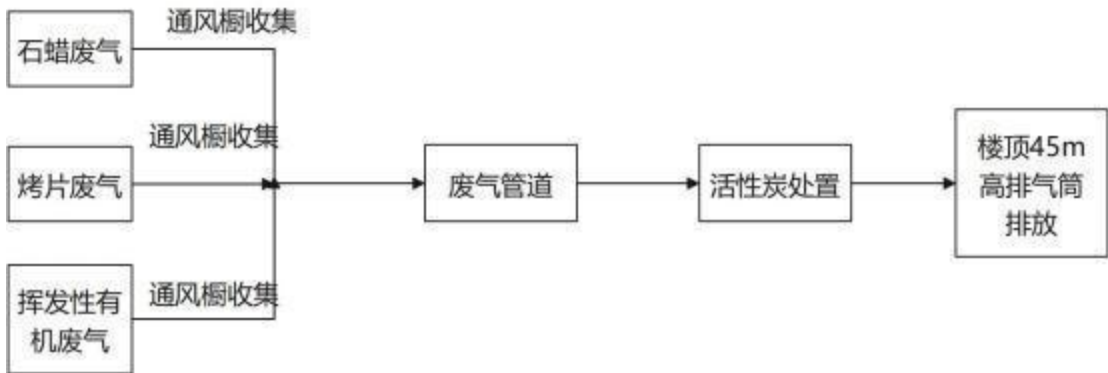 通风橱收集
石蜡废气
通风橱收集
烤片废气
废气管道
活性炭处置
楼顶45m
高排气筒
排放
通风橱收集
挥发性有
机废气